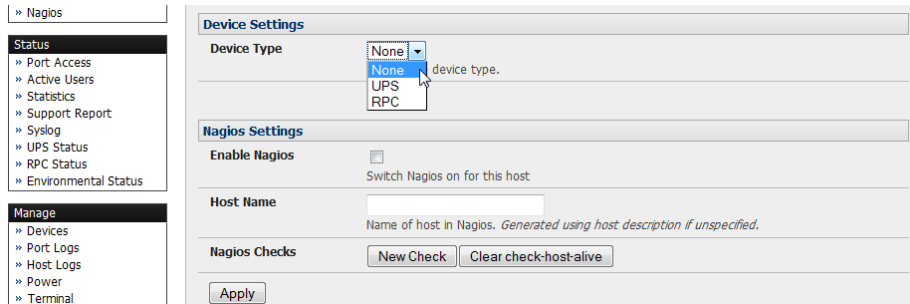 » Nagios
Status
» Port Access
» Active Users
» Statistics
» Support Report
» Syslog
» UPS Status
» RPC Status
» Environmental Status
Manage
» Devices
» Port Logs
» Host Logs
» Power
» Terminal
Device Settings
Device Type
None
None
UPS
RPC
device type.
Nagios Settings
Enable Nagios
Switch Nagios on for this host
Host Name
Name of host in Nagios. Generated using host description if unspecified.
Nagios Checks
New Check
Clear check-host-alive
Apply